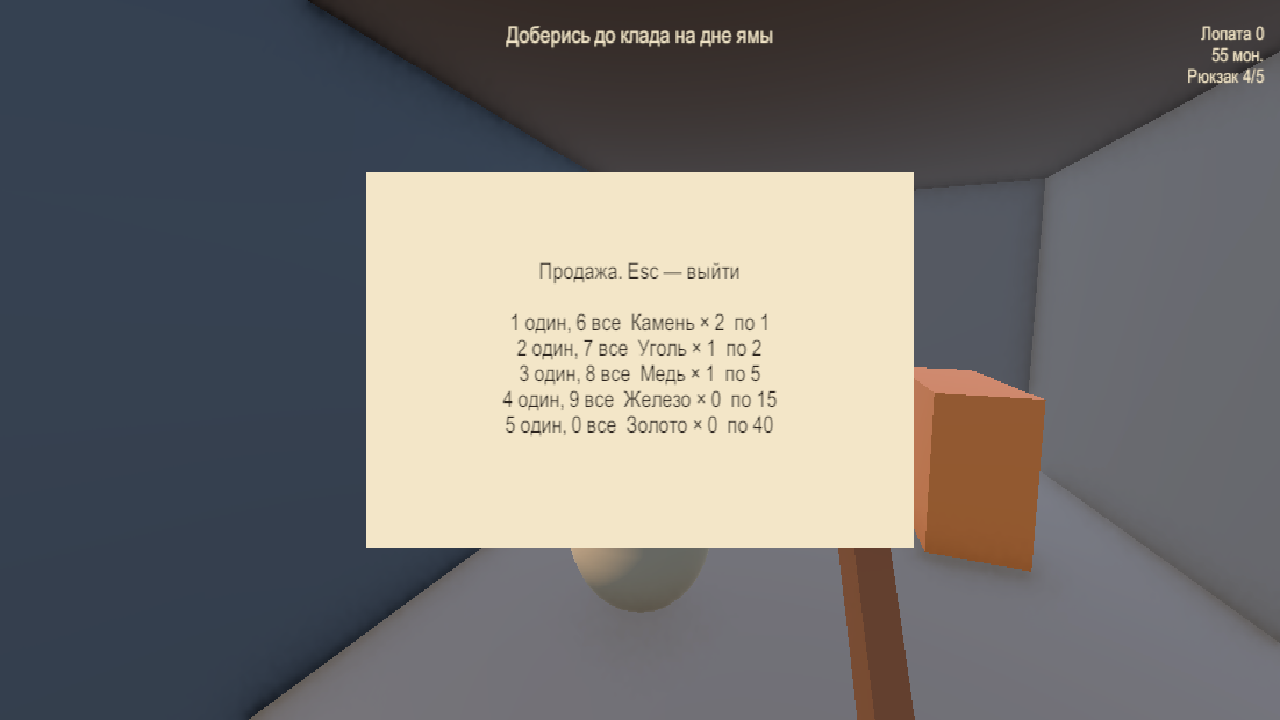 Доберись до клада на дне ямы
Лопата 0
55 мон.
Рюкзак 4/5
Продажа. Esc — выйти
1 один, 6 все Камень × 2 по 1
2 один, 7 все Уголь × 1 по 2
3 один, 8 все Медь × 1 по 5
4 один, 9 все Железо × 0 по 15
5 один, 0 все Золото × 0 по 40